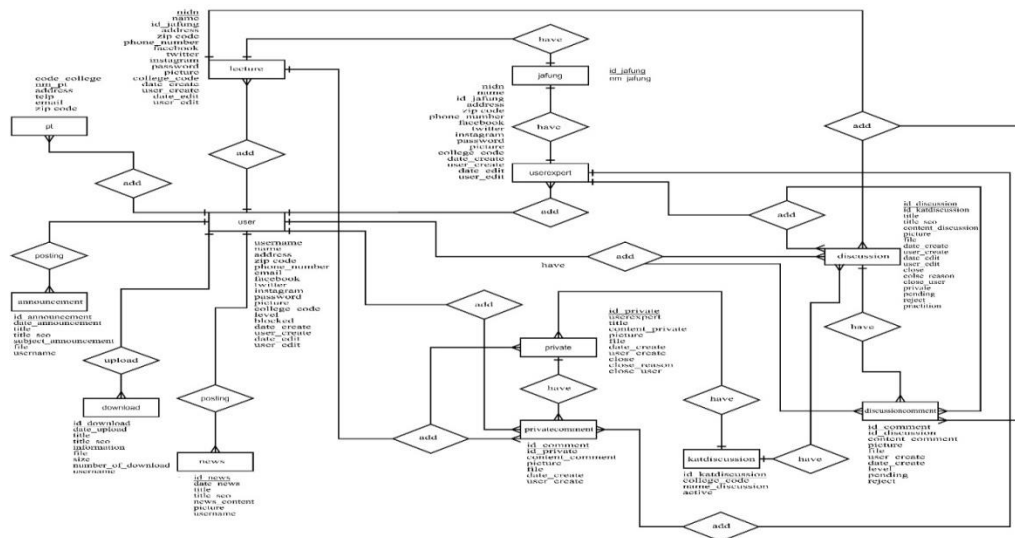 nidn
name
id_jafung
address
zip code
phone_number
facebook
twitter
instagram
password
picture
college_code
date_create
user_create
date_edit
user_edit
lecture
have
jafung
id_jafung
nm_jafung
code_college
nm_pt
address
telp
email
zip code
pt
add
add
nidn
name
id_jafung
address
zip code
phone_number
facebook
twitter
instagram
password
picture
college_code
date_create
user_create
date_edit
user_edit
have
userexpert
add
add
add
user
posting
announcement
id_announcement
date_announcement
title
title_seo
subject_announcement
file
username
username
name
address
zip code
phone_number
email
facebook
twitter
instagram
password
picture
college_code
level
blocked
date_create
user_create
date_edit
user_edit
have
add
discussion
id_discussion
id_katdiscussion
title
title_seo
content_discussion
picture
file
date_create
user_create
date_edit
user_edit
close
colse_reason
close_user
private
pending
reject
practition
upload
download
id_download
date_upload
title
title_seo
information
file
size
number_of_download
username
posting
news
id_news
date_news
title
title_seo
news_content
picture
username
add
private
id_private
userexpert
title
content_private
picture
file
date_create
user_create
close
close_reason
close_user
have
add
privatecomment
id_comment
id_private
content_comment
picture
file
date_create
user_create
have
katdiscussion
id_katdiscussion
college_code
name_discussion
active
have
have
discussioncomment
id_comment
id_discussion
content_comment
picture
file
user_create
date_create
level
pending
reject
add